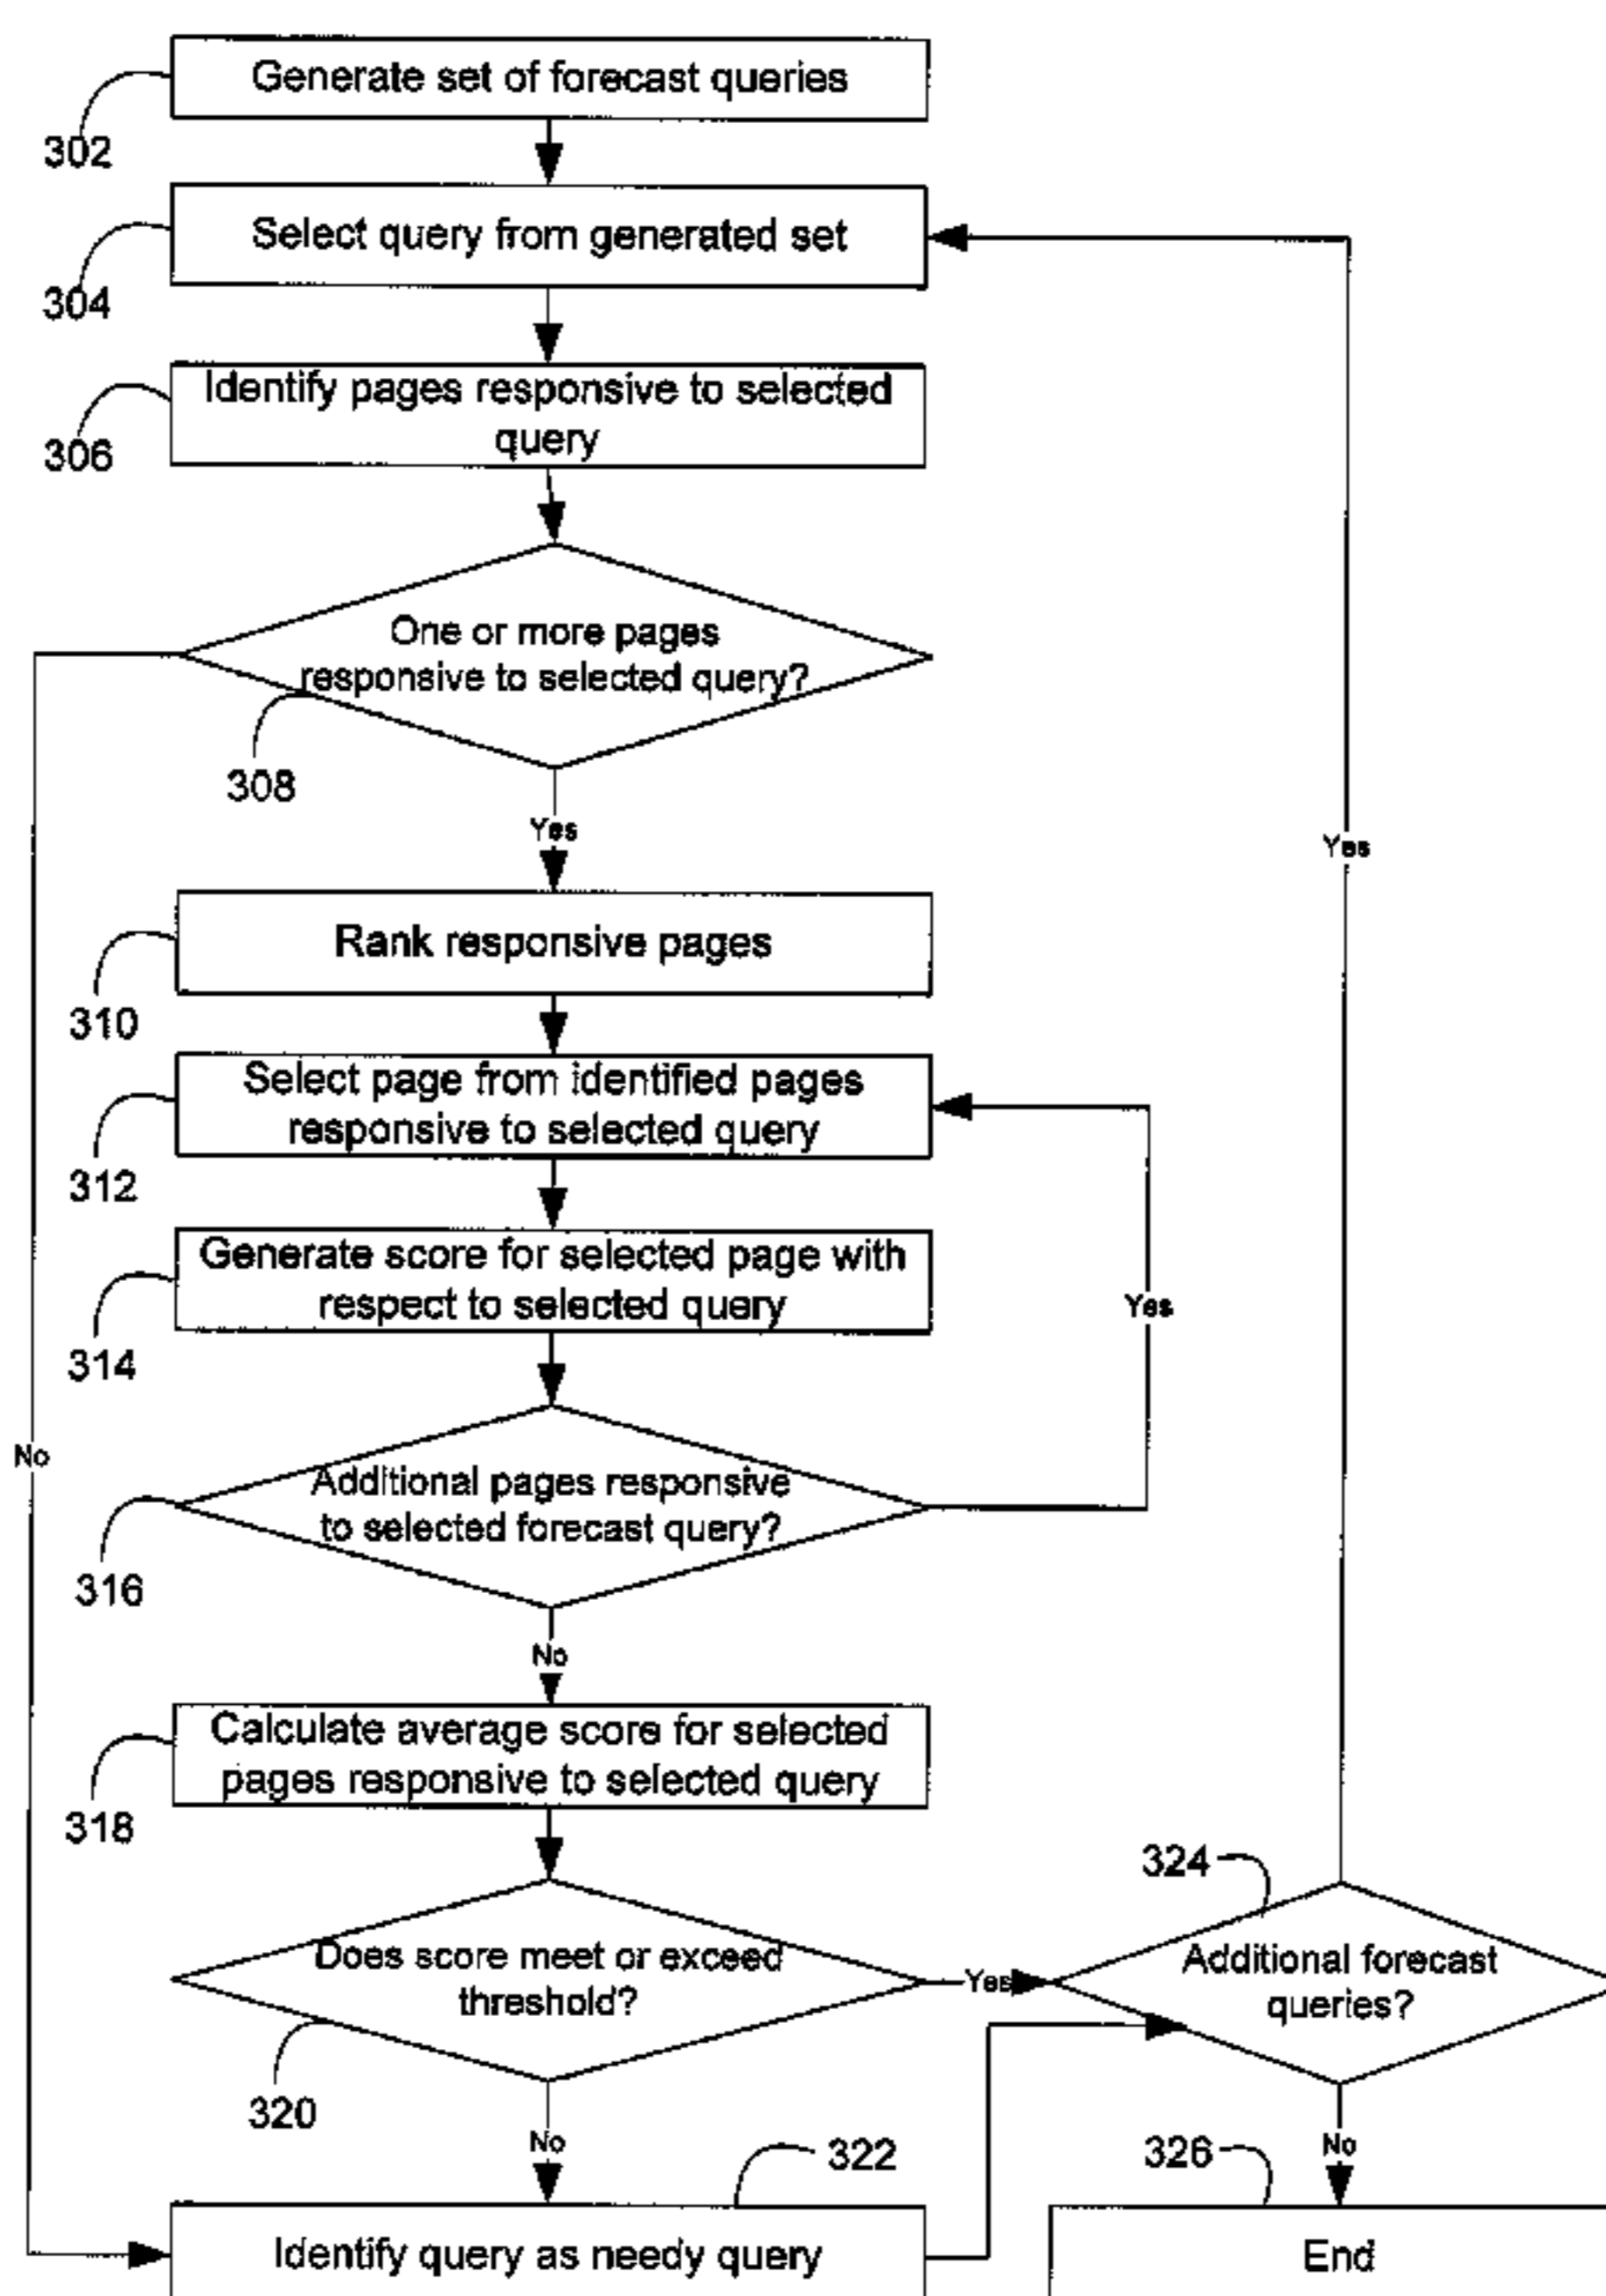 Generate set of forecast queries
302
Select query from generated set
304
Identify pages responsive to selected
query
306
One or more pages
responsive to selected query?
308
Yes
Yes
Rank responsive pages
310
Select page from identified pages
responsive to selected query
312
Generate score for selected page with
respect to selected query
Yes
314
No
Additional pages responsive
to selected forecast query?
316
No
Calculate average score for selected
pages responsive to selected query
318
324
Does score meet or exceed
threshold?
Yes
Additional forecast
queries?
320
No
322
326
No
Identify query as needy query
End